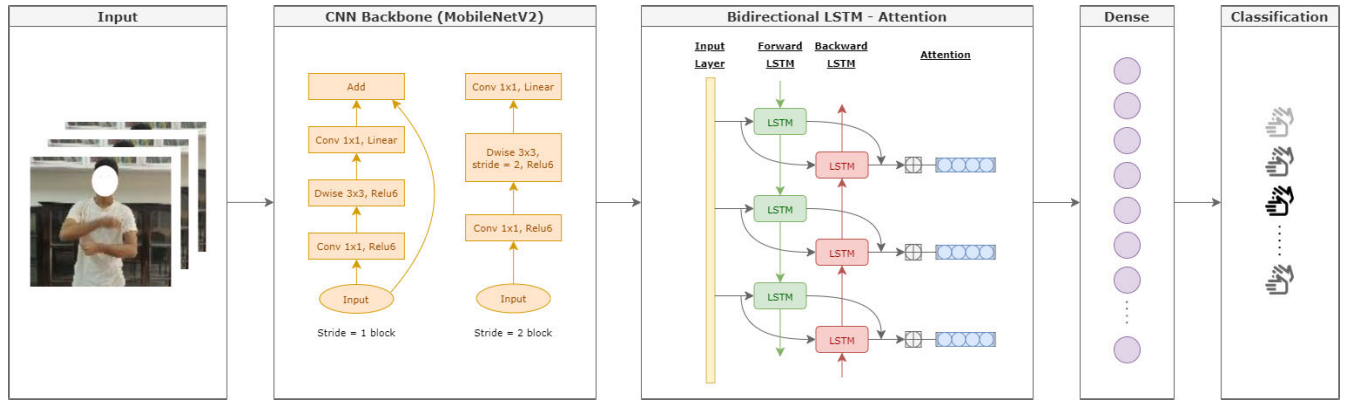 Input
CNN Backbone (MobileNetV2)
Bidirectional LSTM - Attention
Dense
Classification
Add
Conv 1x1, Linear
Dwise 3x3, Relu6
Conv 1x1, Relu6
Input
Stride = 1 block
Conv 1x1, Linear
Dwise 3x3,
stride = 2, Relu6
Conv 1x1, Relu6
Input
Stride = 2 block
Input
Layer
Forward
LSTM
Backward
LSTM
Attention
LSTM
LSTM
LSTM
LSTM
LSTM
LSTM